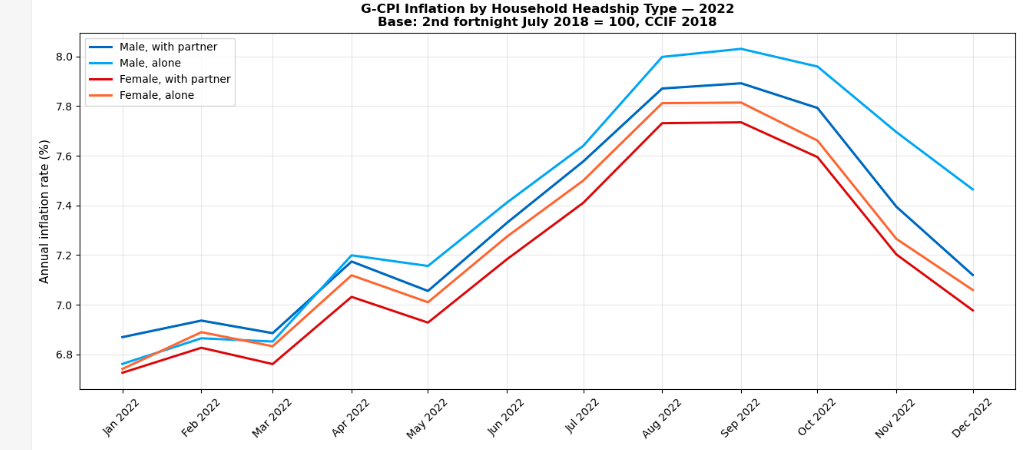 G-CPI Inflation by Household Headship Type — 2022
Base: 2nd fortnight July 2018 = 100, CCIF 2018
Male, with partner
Male, alone
Female, with partner
Female, alone
Annual inflation rate (%)
8.0
7.8
7.6
7.4
7.2
7.0
6.8
Jan 2022
Feb 2022
Mar 2022
Apr 2022
May 2022
Jun 2022
Jul 2022
Aug 2022
Sep 2022
Oct 2022
Nov 2022
Dec 2022